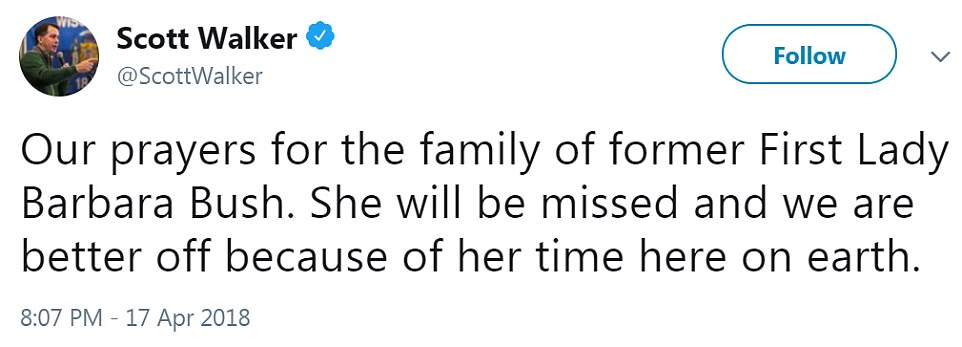 Scott Walker
@ScottWalker
Follow
Our prayers for the family of former First Lady
Barbara Bush. She will be missed and we are
better off because of her time here on earth.
8:07 PM - 17 Apr 2018